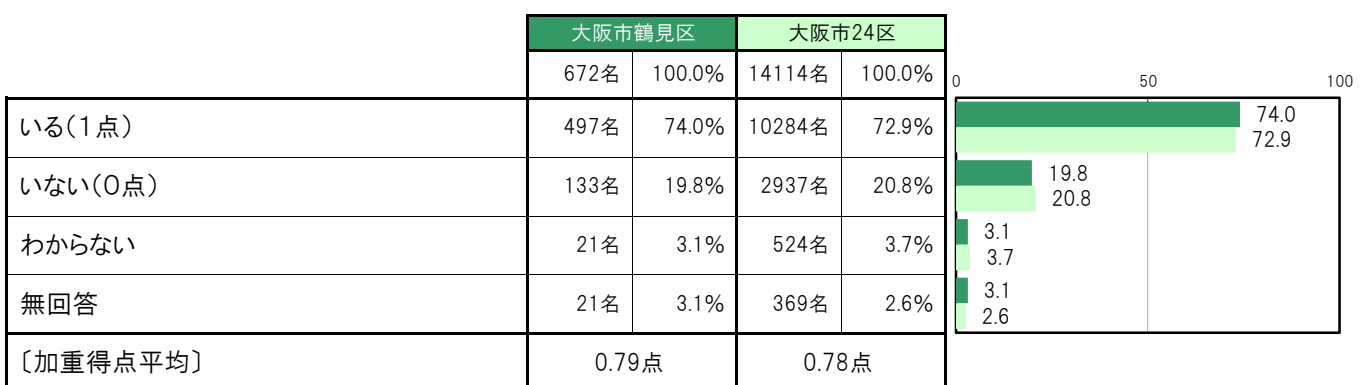 大阪市鶴見区 大阪市24区
672名 100.0% 14114名 100.0% 0 50 100
いる(1点) 497名 74.0% 10284名 72.9% 74.0
72.9
いない(0点) 133名 19.8% 2937名 20.8% 19.8
20.8
わからない 21名 3.1% 524名 3.7% 3.1
3.7
無回答 21名 3.1% 369名 2.6% 3.1
2.6
〔加重得点平均〕 0.79点 0.78点